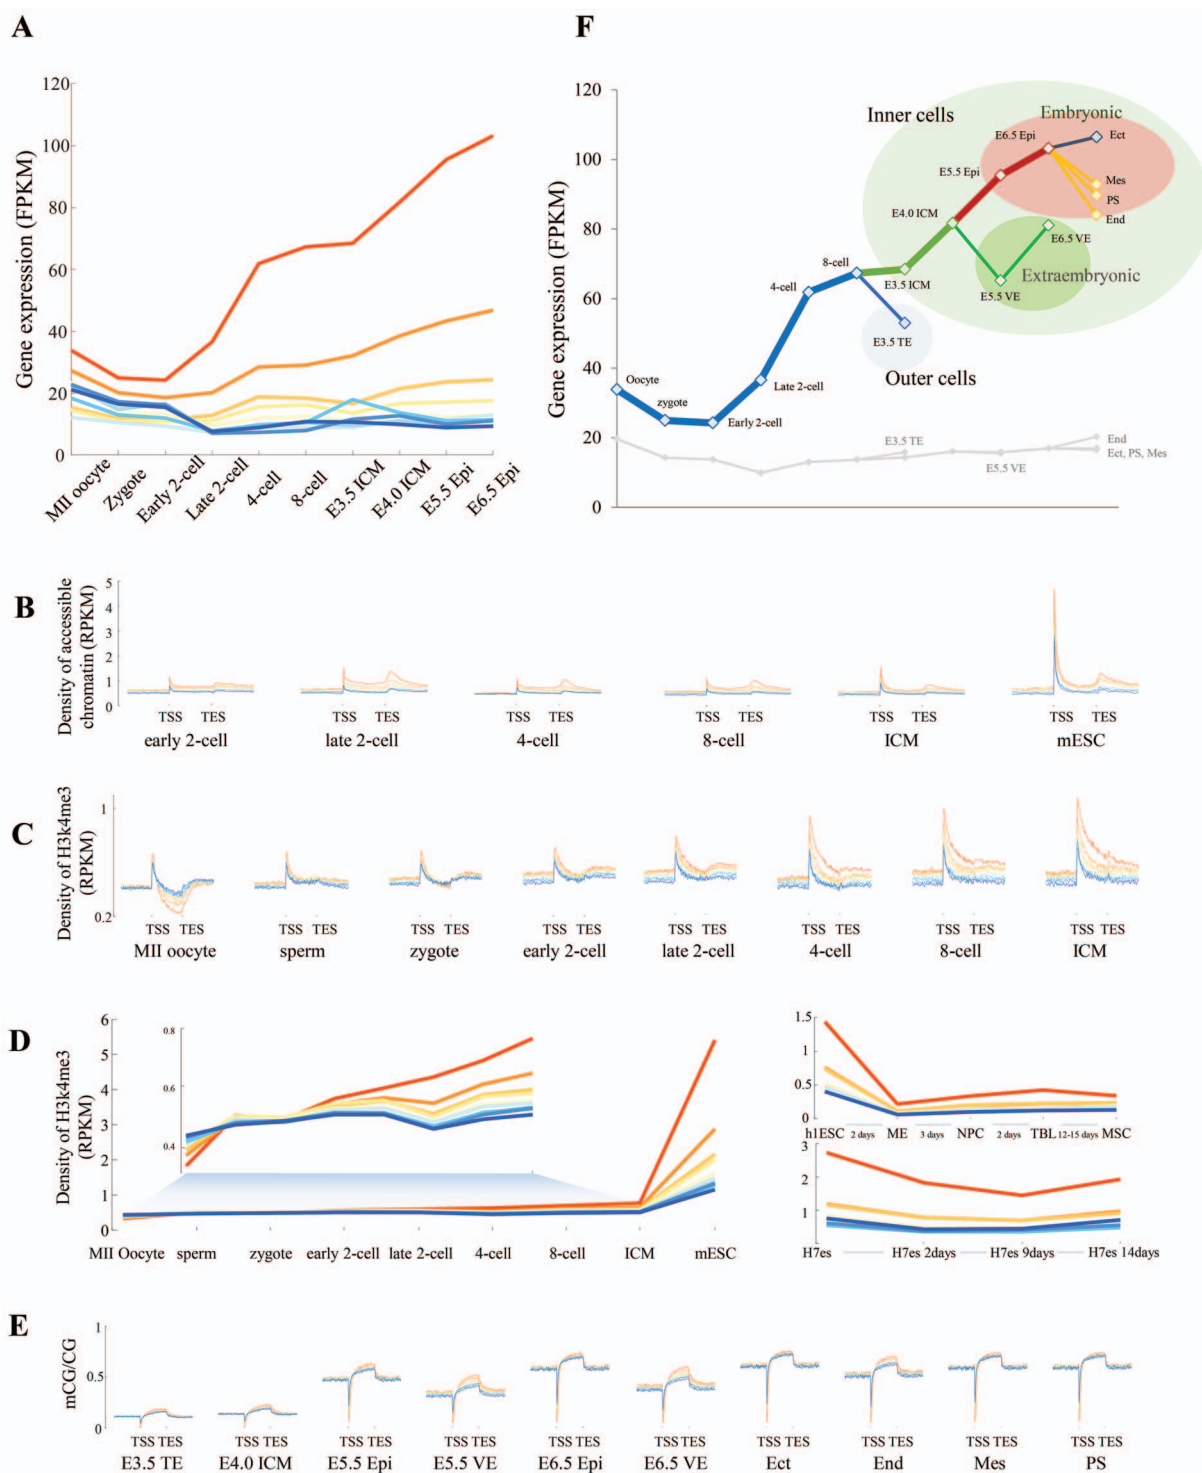 A
Gene expression (FPKM)
120
100
80
60
40
20
0
MII oocyte
Zygote
Early 2-cell
Late 2-cell
4-cell
8-cell
E3.5 ICM
E4.0 ICM
E5.5 Epi
E6.5 Epi
F
Gene expression (FPKM)
120
100
80
60
40
20
0
Inner cells
Embryonic
E6.5 Epi
Ect
E5.5 Epi
Mes
PS
End
E4.0 ICM
E6.5 VE
8-cell
Extraembryonic
4-cell
E3.5 ICM
E5.5 VE
E3.5 TE
Outer cells
Oocyte
Late 2-cell
zygote
Early 2-cell
E3.5 TE
End
Ect, PS, Mes
E5.5 VE
B
Density of accessible
chromatin (RPKM)
5
4
3
2
1
0
TSS TES TSS TES TSS TES TSS TES TSS TES TSS TES
early 2-cell late 2-cell 4-cell 8-cell ICM mESC
C
Density of H3k4me3
(RPKM)
1
0.2
TSS TES TSS TES TSS TES TSS TES TSS TES TSS TES TSS TES TSS TES
MII oocyte sperm zygote early 2-cell late 2-cell 4-cell 8-cell ICM
D
Density of H3k4me3
(RPKM)
6
5
4
3
2
1
0
0.8
0.6
0.4
MII Oocyte sperm zygote early 2-cell late 2-cell 4-cell 8-cell ICM mESC
1.5
1
0.5
0
h1ESC 2 days ME 3 days NPC 2 days TBL 12-15 days MSC
2
1
0
H7es H7es 2days H7es 9days H7es 14days
E
mCG/CG
1
0.5
0
TSS TES TSS TES TSS TES TSS TES TSS TES TSS TES TSS TES TSS TES TSS TES TSS TES
E3.5 TE E4.0 ICM E5.5 Epi E5.5 VE E6.5 Epi E6.5 VE Ect End Mes PS